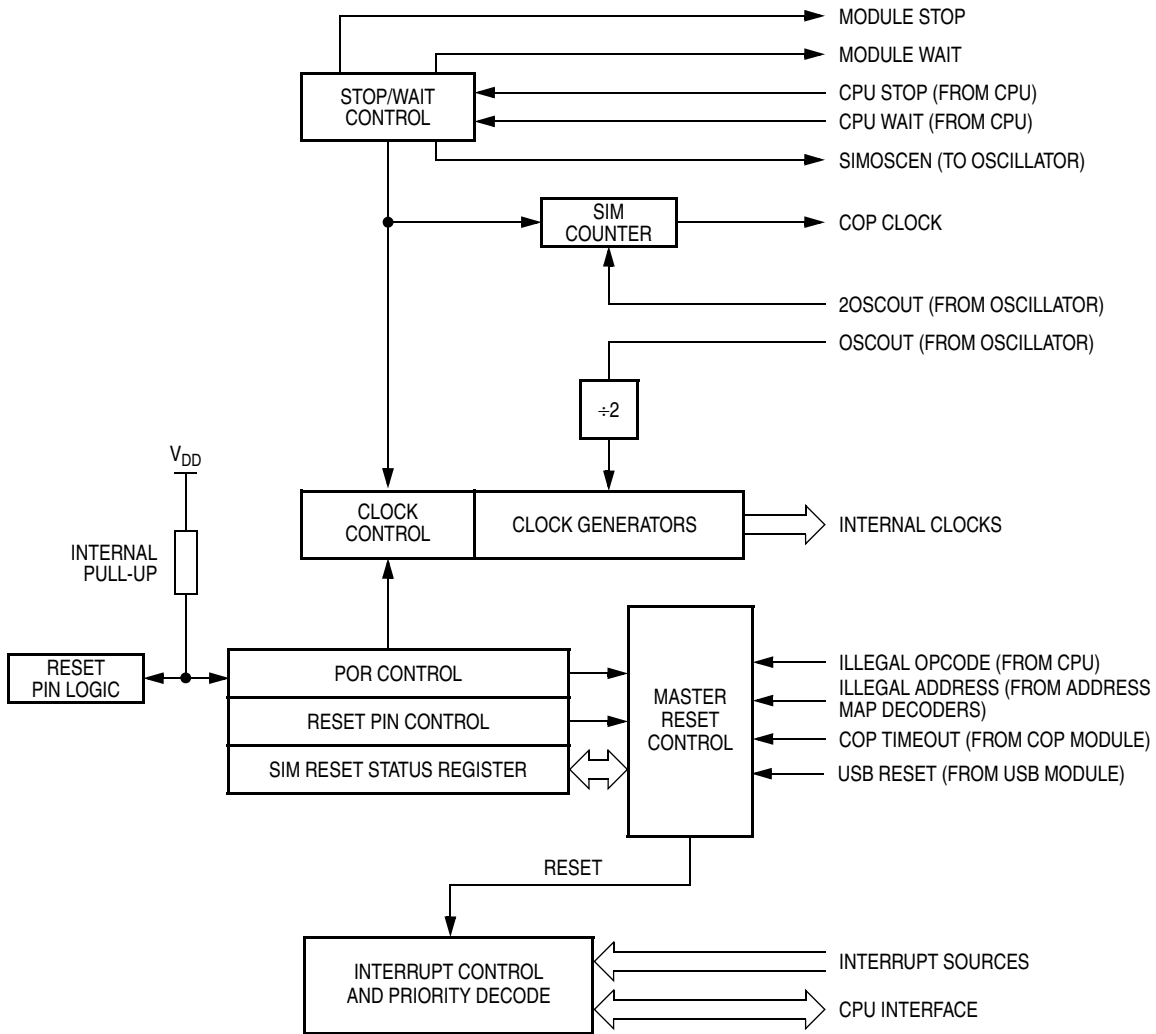 MODULE STOP
MODULE WAIT
STOP/WAIT
CONTROL
CPU STOP (FROM CPU)
CPU WAIT (FROM CPU)
SIMOSCEN (TO OSCILLATOR)
SIM
COUNTER
COP CLOCK
2OSCOUT (FROM OSCILLATOR)
OSCOUT (FROM OSCILLATOR)
÷2
VDD
CLOCK
CONTROL
CLOCK GENERATORS
INTERNAL CLOCKS
INTERNAL
PULL-UP
RESET
PIN LOGIC
POR CONTROL
RESET PIN CONTROL
SIM RESET STATUS REGISTER
MASTER
RESET
CONTROL
ILLEGAL OPCODE (FROM CPU)
ILLEGAL ADDRESS (FROM ADDRESS
MAP DECODERS)
COP TIMEOUT (FROM COP MODULE)
USB RESET (FROM USB MODULE)
RESET
INTERRUPT CONTROL
AND PRIORITY DECODE
INTERRUPT SOURCES
CPU INTERFACE